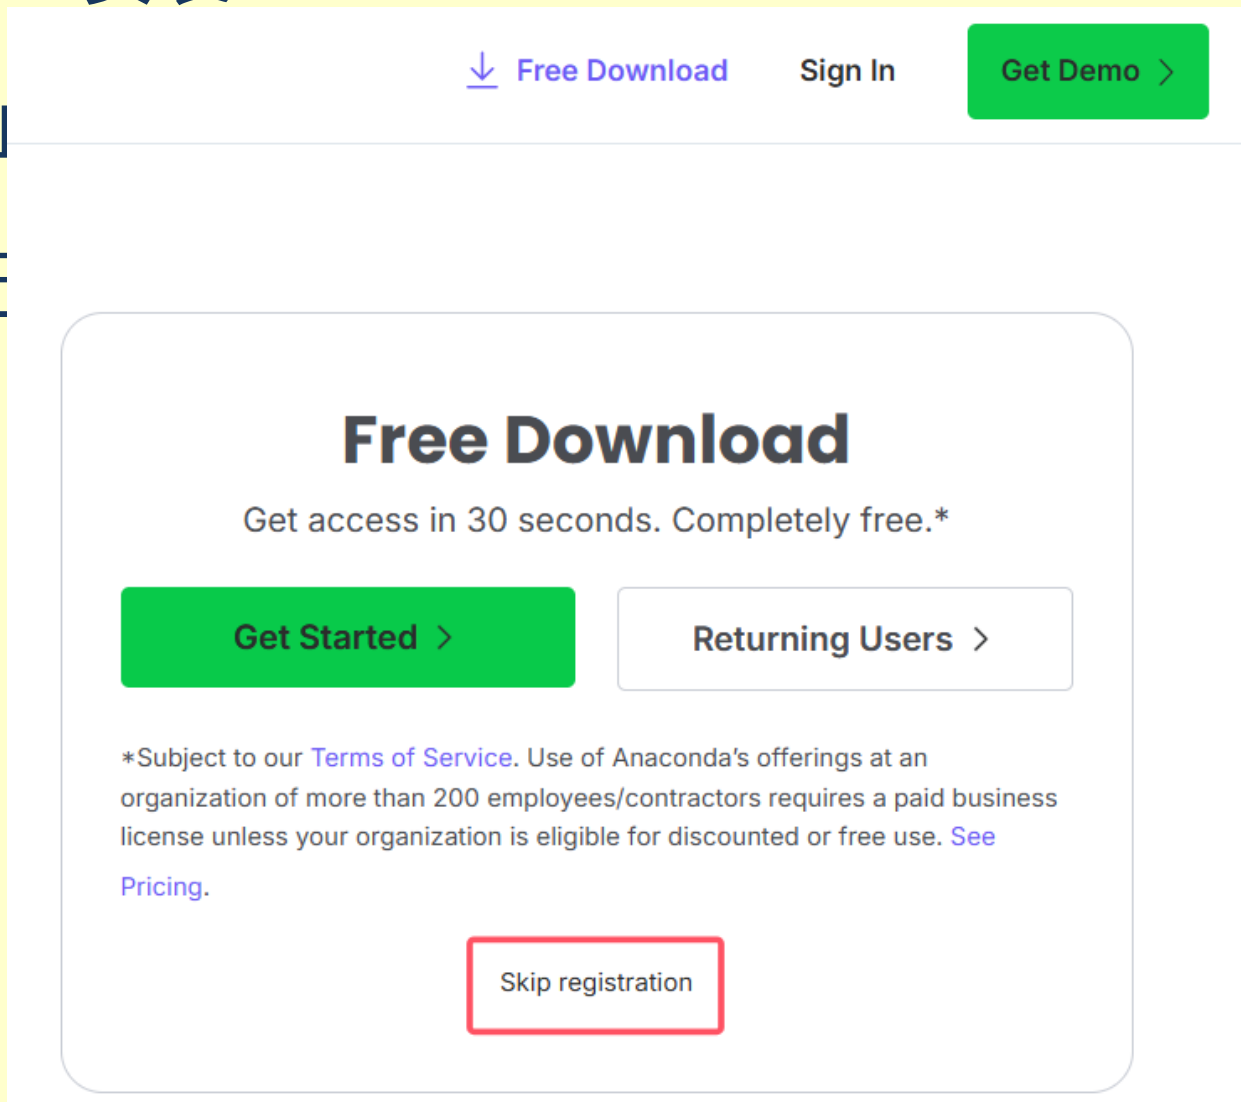 Free Download
Sign In
Get Demo
Free Download
Get access in 30 seconds. Completely free.*
Get Started
Returning Users
*Subject to our Terms of Service. Use of Anaconda’s offerings at an
organization of more than 200 employees/contractors requires a paid business
license unless your organization is eligible for discounted or free use. See
Pricing.
Skip registration